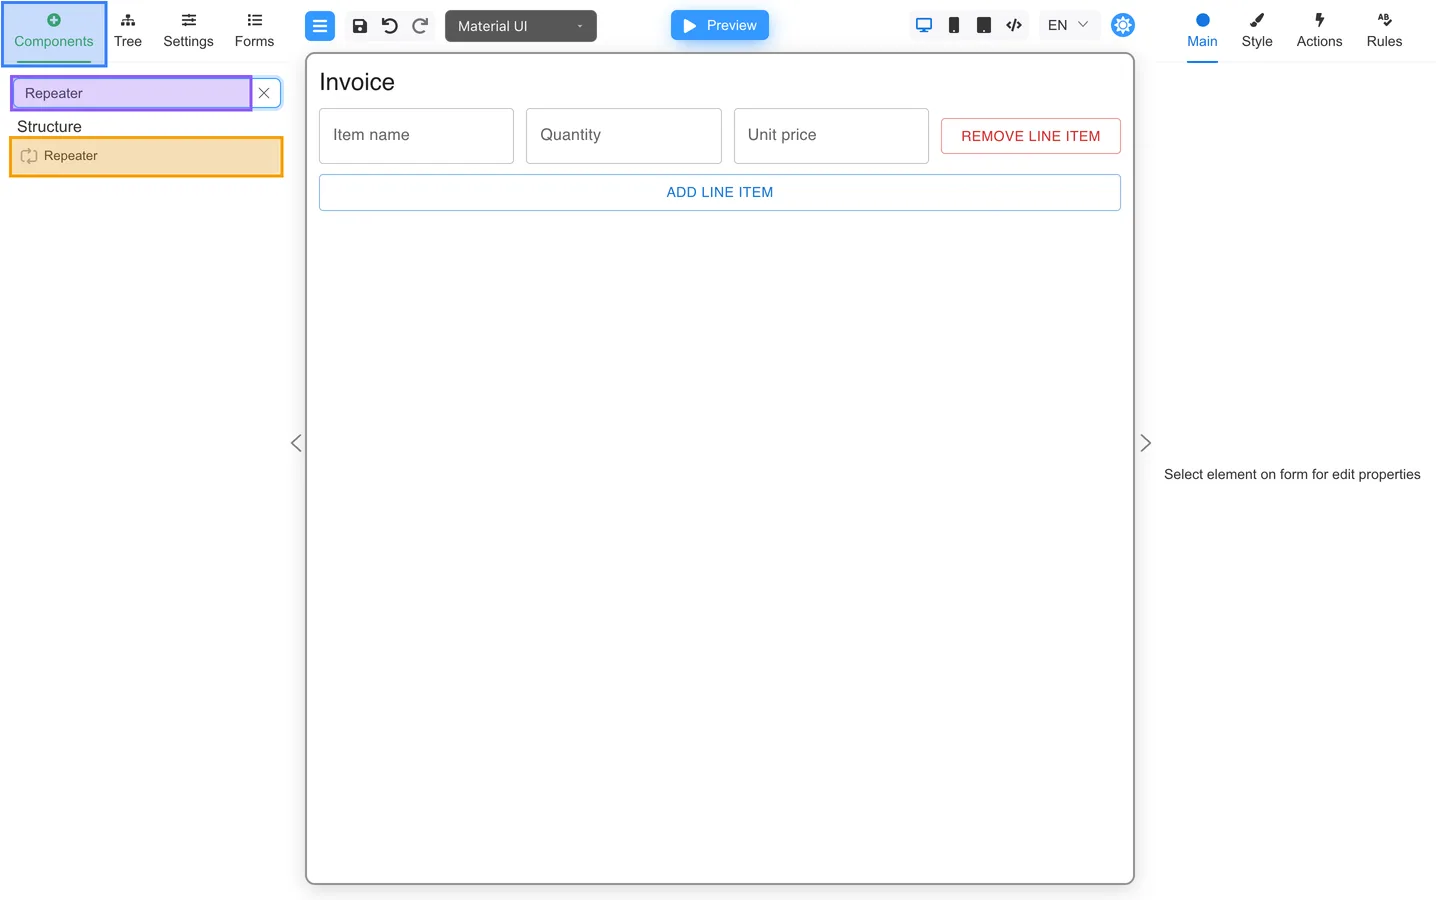 Components
Tree
Settings
Forms
Material UI
Preview
EN
Main
Style
Actions
AB
Rules
Repeater
Structure
Repeater
Invoice
Item name
Quantity
Unit price
REMOVE LINE ITEM
ADD LINE ITEM
Select element on form for edit properties